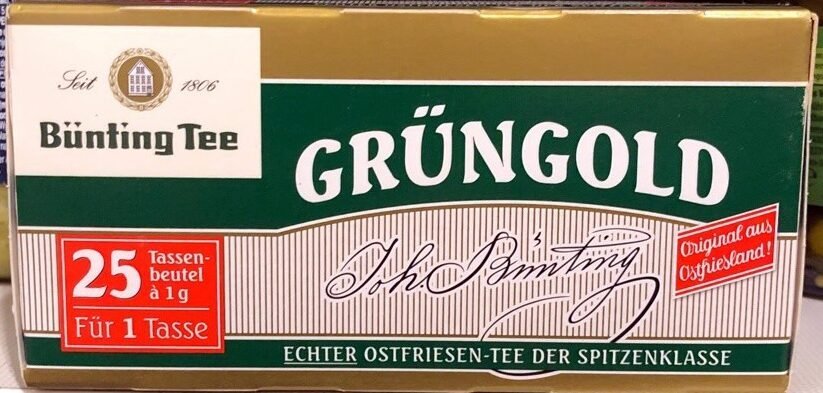 Seit 1806
Bünting Tee
GRÜNGOLD
Joh. Bünting
Original aus
Ostfriesland!
25 Tassen-
beutel
à 1 g
Für 1 Tasse
ECHTER OSTFRIESEN-TEE DER SPITZENKLASSE